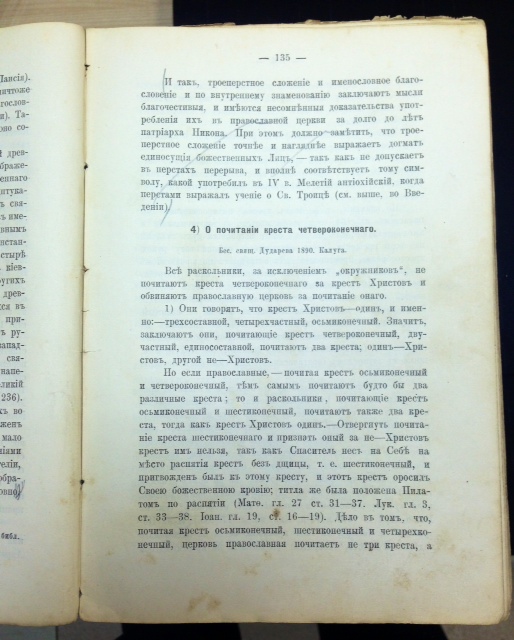 Паисія).
ничтоже
— 135 —
И такъ, троеперстное сложеніе и именословное благо-
словеніе и по внутреннему знаменованію заключаютъ мысли
благочестивыя, и имѣются несомнѣнныя доказательства упот-
ребленія ихъ въ православной церкви за долго до лѣтъ
патріарха Никона. При этомъ должно замѣтить, что трое-
перстное сложеніе точнѣе и нагляднѣе выражаетъ догматъ
единосущія божественныхъ Лицъ,—такъ какъ не допускаетъ
въ перстахъ перерыва, и вполнѣ соотвѣтствуетъ тому сим-
волу, какой употребилъ въ IV в. Мелетій антіохійскій, когда
перстами выражалъ ученіе о Св. Троицѣ (см. выше, во Вве-
деніи).
4) О почитаніи креста четвероконечнаго.
Бес. свящ. Дударева 1890. Калуга.
Всѣ раскольники, за исключеніемъ „окружниковъ“, не
почитаютъ креста четвероконечнаго за крестъ Христовъ и
обвиняютъ православную церковь за почитаніе онаго.
1) Они говорятъ, что крестъ Христовъ—одинъ, и имен-
но:—трехсоставной, четырехчастный, осьмиконечный. Значитъ,
заключаютъ они, почитающіе крестъ четвероконечный, дву-
частный, единосоставной, почитаютъ два креста; одинъ—Хри-
стовъ, другой не—Христовъ.
Но если православные,—почитая крестъ осьмиконечный
и четвероконечный, тѣмъ самымъ почитаютъ будто бы два
различные креста; то и раскольники, почитающіе крестъ
осьмиконечный и шестиконечный, почитаютъ также два кре-
ста, тогда какъ крестъ Христовъ одинъ.—Отвергнуть почита-
ніе креста шестиконечнаго и признать оный за не—Христовъ
крестъ имъ нельзя, такъ какъ Спаситель несъ на Себѣ на
мѣсто распятія крестъ безъ дщицы, т. е. шестиконечный, и
пригвожденъ былъ къ этому кресту, и этотъ крестъ оросилъ
Своею божественною кровію; титла же была положена Пила-
томъ по распятіи (Матѳ. гл. 27 ст. 31—37. Лук. гл. 3,
ст. 33—38. Іоан. гл. 19, ст. 16—19). Дѣло въ томъ, что,
почитая крестъ осьмиконечный, шестиконечный и четырехко-
нечный, церковь православная почитаетъ не три креста, а